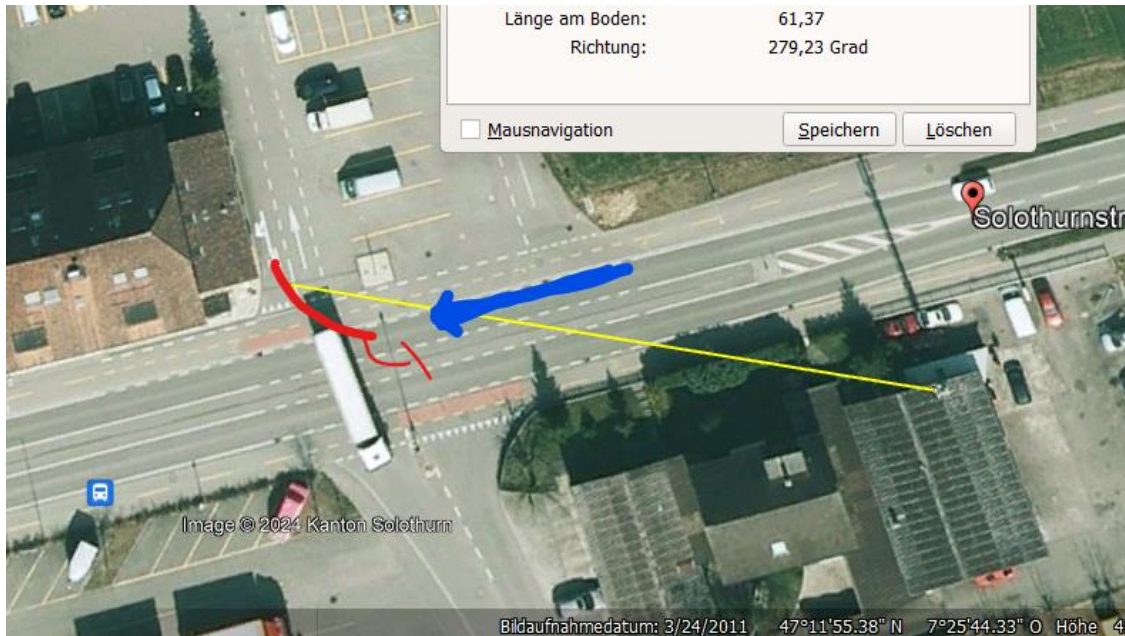 Länge am Boden: 61,37
Richtung: 279,23 Grad
Mausnavigation Speichern Löschen
Solothurnstr
Image © 2024 Kanton Solothurn
Bildaufnahmedatum: 3/24/2011 47°11'55.38" N 7°25'44.33" O Höhe 4